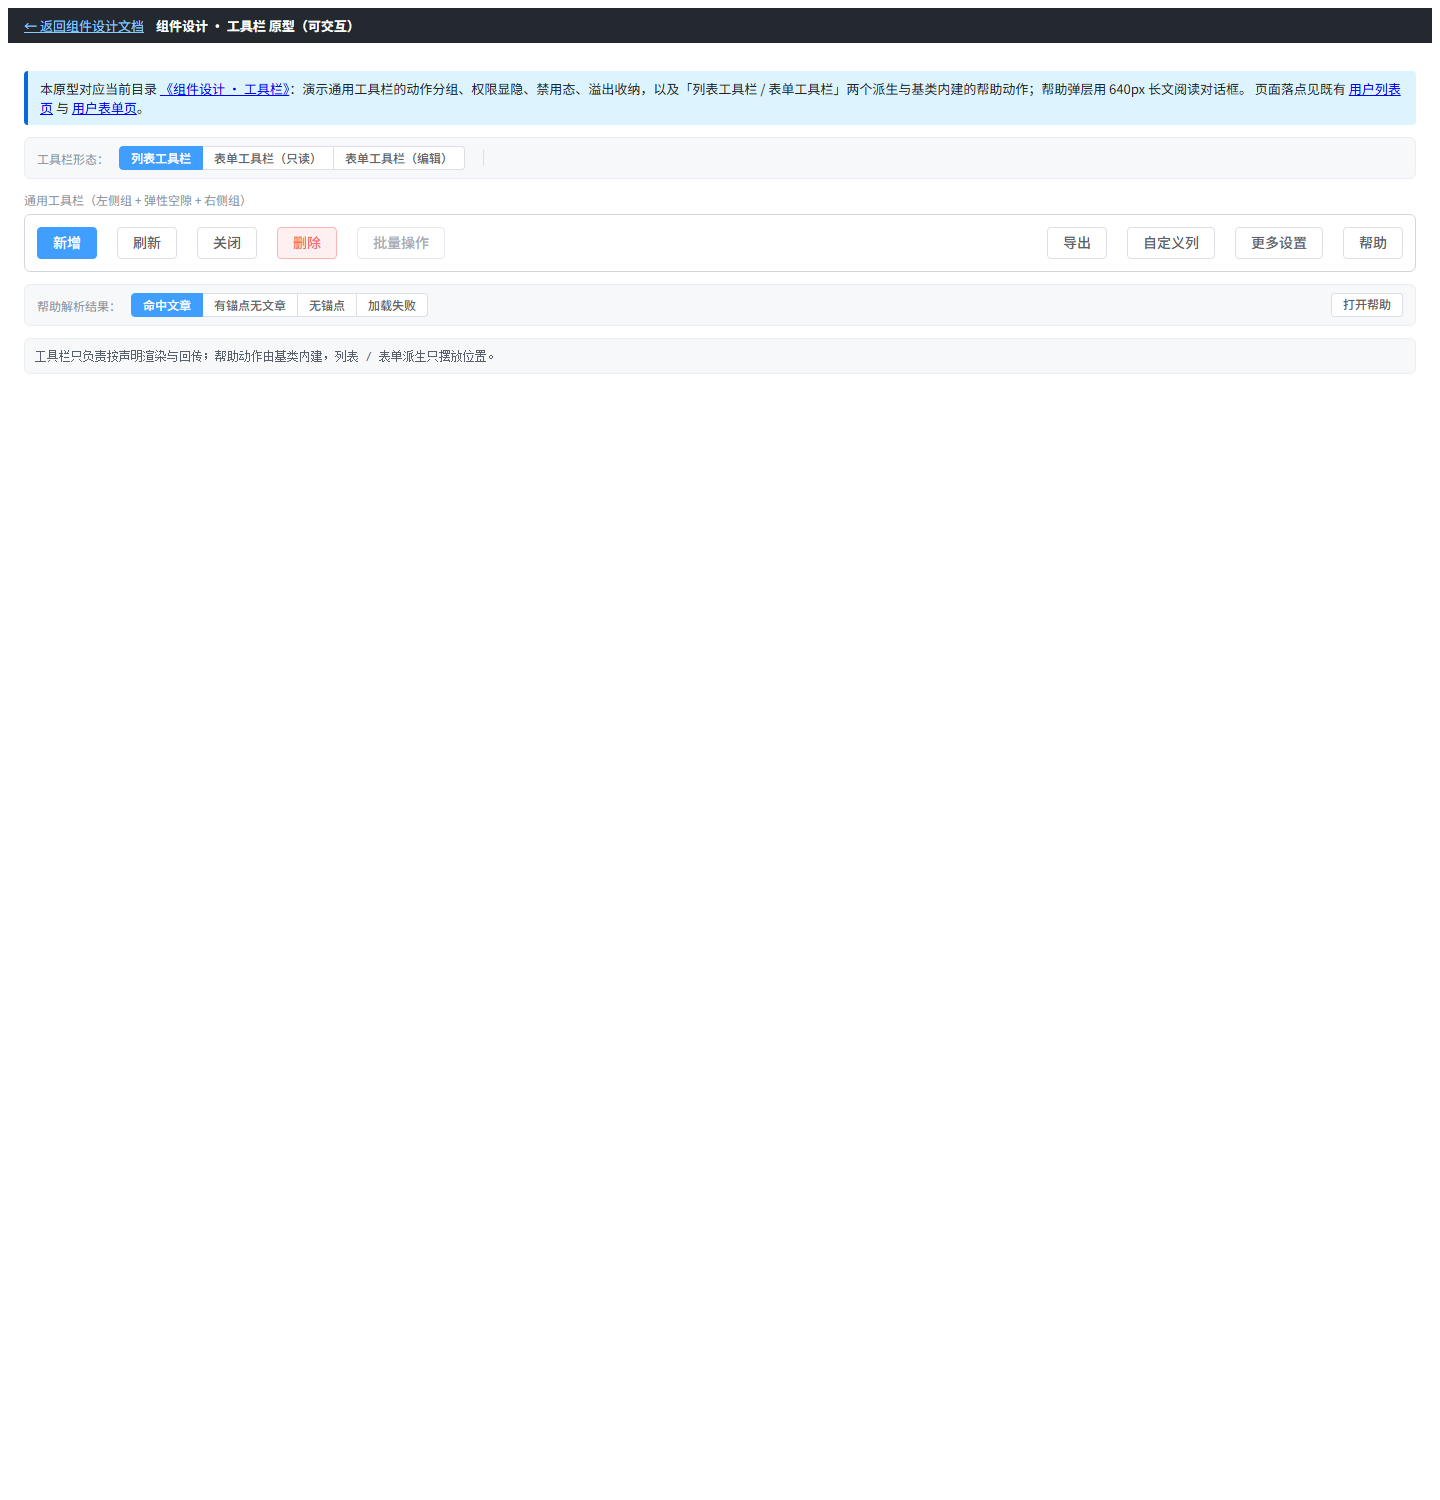 ← 返回组件设计文档 组件设计 · 工具栏 原型（可交互）
本原型对应当前目录 《组件设计 · 工具栏》：演示通用工具栏的动作分组、权限显隐、禁用态、溢出收纳，以及「列表工具栏 / 表单工具栏」两个派生与基类内建的帮助动作；帮助弹层用 640px 长文阅读对话框。 页面落点见既有 用户列表
页 与 用户表单页。
工具栏形态： 列表工具栏 表单工具栏（只读） 表单工具栏（编辑）
通用工具栏（左侧组 + 弹性空隙 + 右侧组）
新增 刷新 关闭 删除 批量操作 导出 自定义列 更多设置 帮助
帮助解析结果： 命中文章 有锚点无文章 无锚点 加载失败 打开帮助
工具栏只负责按声明渲染与回传；帮助动作由基类内建，列表 / 表单派生只摆放位置。